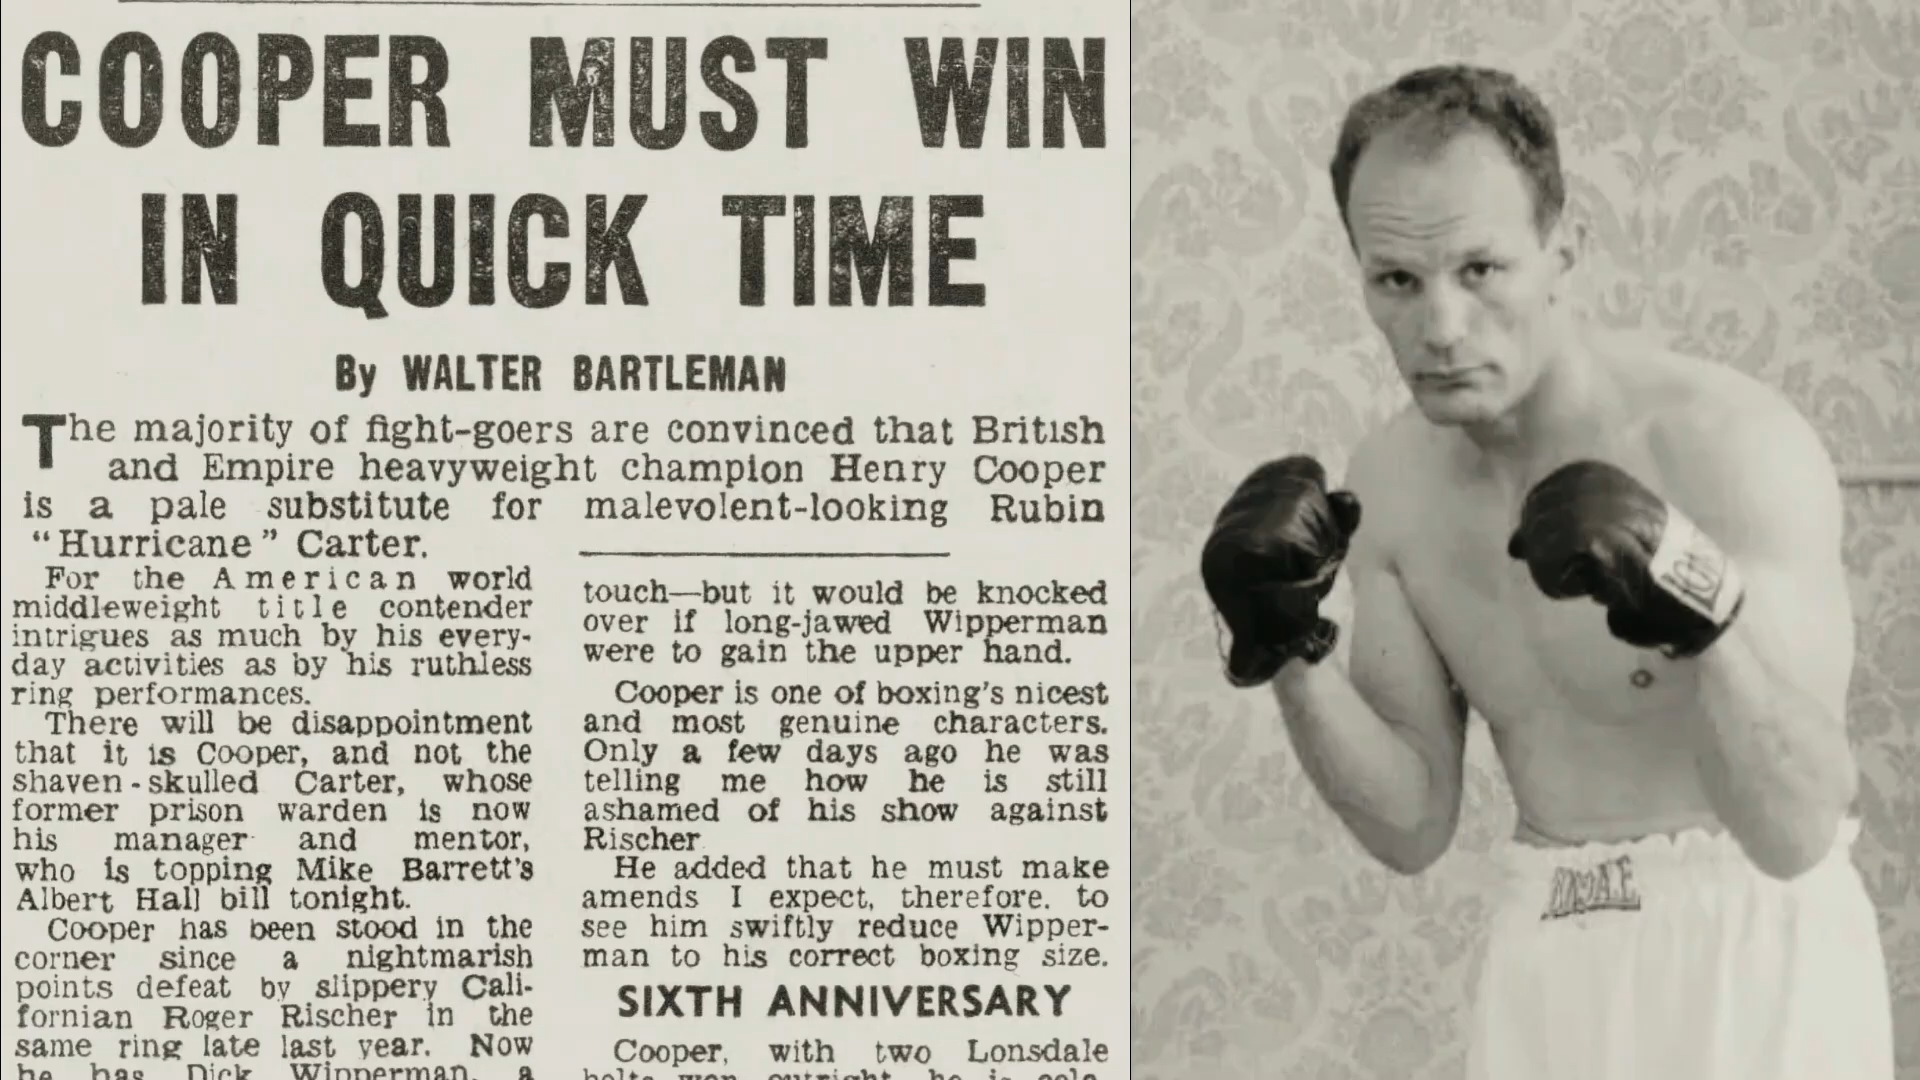 COOPER MUST WIN
IN QUICK TIME
By WALTER BARTLEMAN
The majority of fight-goers are convinced that British
and Empire heavyweight champion Henry Cooper
is a pale substitute for malevolent-looking Rubin
"Hurricane" Carter.
For the American world
middleweight title contender
intrigues as much by his every-
day activities as by his ruthless
ring performances.
There will be disappointment
that it is Cooper, and not the
shaven-skulled Carter, whose
former prison warden is now
his manager and mentor,
who is topping Mike Barrett's
Albert Hall bill tonight.
Cooper has been stood in the
corner since a nightmarish
points defeat by slippery Cali-
fornian Roger Rischer in the
same ring late last year. Now
he has Dick Wipperman, a
touch—but it would be knocked
over if long-jawed Wipperman
were to gain the upper hand.
Cooper is one of boxing's nicest
and most genuine characters.
Only a few days ago he was
telling me how he is still
ashamed of his show against
Rischer
He added that he must make
amends I expect, therefore. to
see him swiftly reduce Wipper-
man to his correct boxing size.
SIXTH ANNIVERSARY
Cooper, with two Lonsdale
belts won outright, he is